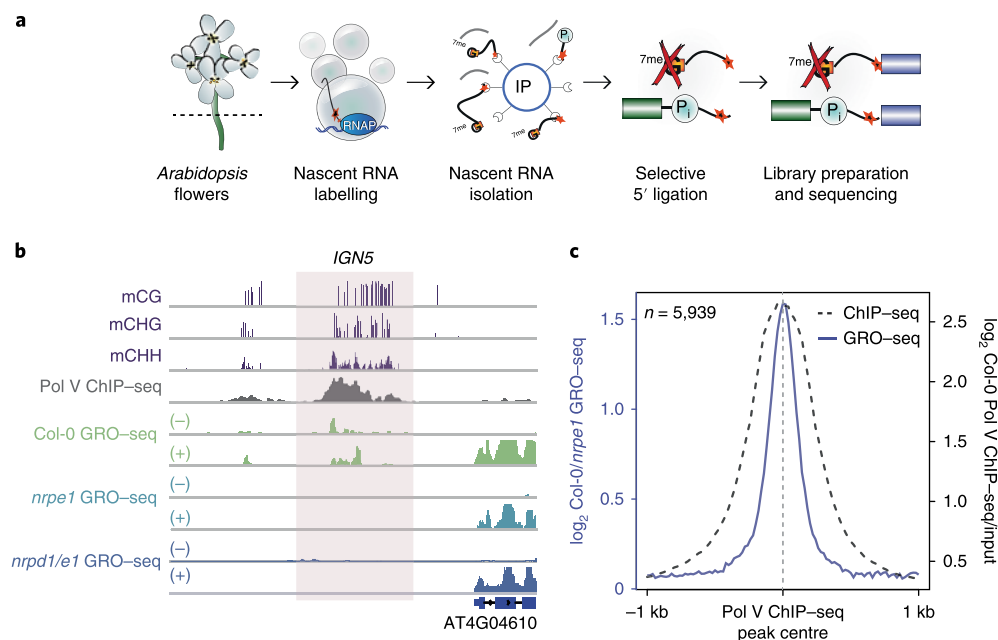 a
7me
RNAP
7me
Pi
IP
7me
7me
7me
Pi
7me
Pi
Arabidopsis
flowers
Nascent RNA
labelling
Nascent RNA
isolation
Selective
5′ ligation
Library preparation
and sequencing
b
IGN5
mCG
mCHG
mCHH
Pol V ChIP–seq
Col-0 GRO–seq
(–)
(+)
nrpe1 GRO–seq
(–)
(+)
nrpd1/e1 GRO–seq
(–)
(+)
AT4G04610
c
n = 5,939
ChIP–seq
GRO–seq
log2 Col-0/nrpe1 GRO–seq
1.5
1.0
0.5
0
log2 Col-0 Pol V ChIP-seq/input
2.5
2.0
1.5
1.0
0.5
–1 kb
Pol V ChIP–seq
peak centre
1 kb